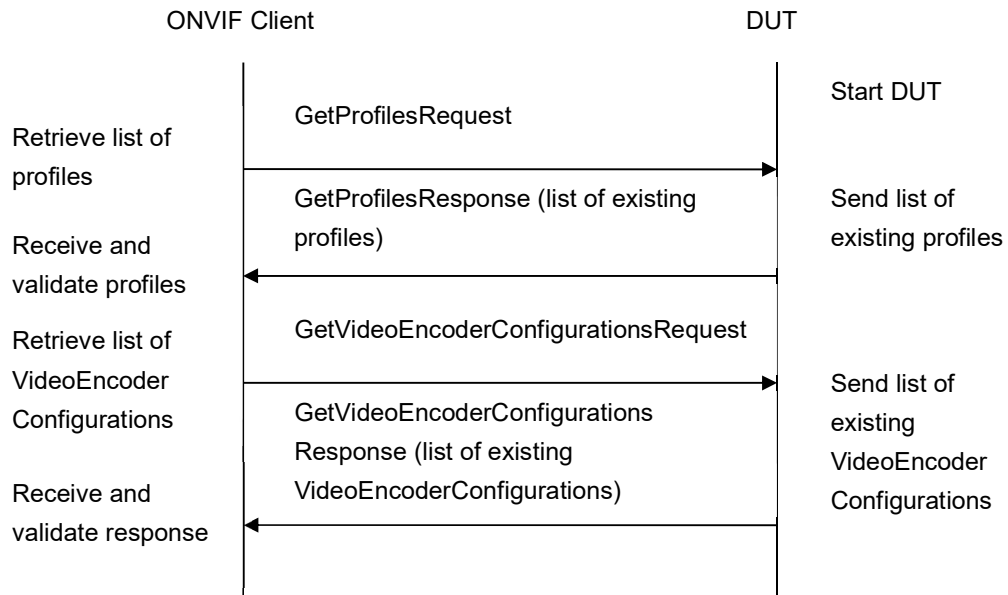 ONVIF Client
DUT
Start DUT
GetProfilesRequest
Retrieve list of
profiles
GetProfilesResponse (list of existing
profiles)
Send list of
existing profiles
Receive and
validate profiles
GetVideoEncoderConfigurationsRequest
Retrieve list of
VideoEncoder
Configurations
GetVideoEncoderConfigurations
Response (list of existing
VideoEncoderConfigurations)
Send list of
existing
VideoEncoder
Configurations
Receive and
validate response